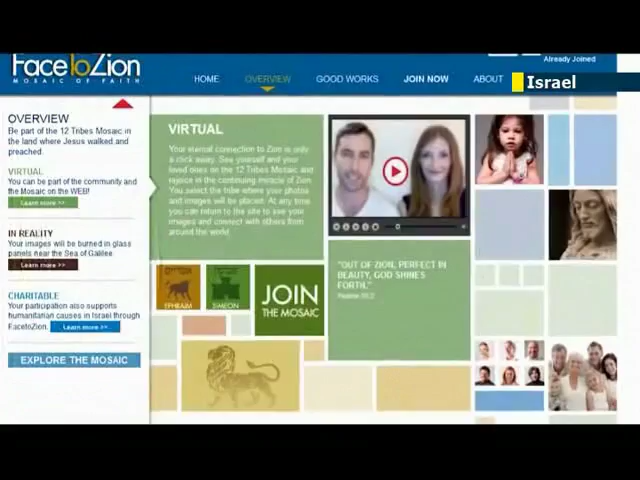 FacetoZion
MOSAIC OF FAITH
Already Joined
HOME OVERVIEW GOOD WORKS JOIN NOW ABOUT
Israel
OVERVIEW
Be part of the 12 Tribes Mosaic in
the land where Jesus walked and
preached.
VIRTUAL
You can be part of the community and
the Mosaic on the WEB!
Learn more >>
IN REALITY
Your images will be burned in glass
panels near the Sea of Galilee
Learn more >>
CHARITABLE
Your participation also supports
humanitarian causes in Israel through
FacetoZion.
Learn more >>
EXPLORE THE MOSAIC
VIRTUAL
Your eternal connection to Zion is only
a click away. See yourself and your
loved ones on the 12 Tribes Mosaic and
rejoice in the continuing miracle of Zion.
You select the tribe where your photos
and images will be placed. At any time
you can return to the site to see your
images and connect with others from
around the world.
EPHRAIM
SIMEON
JOIN
THE MOSAIC
"OUT OF ZION, PERFECT IN
BEAUTY, GOD SHINES
FORTH."